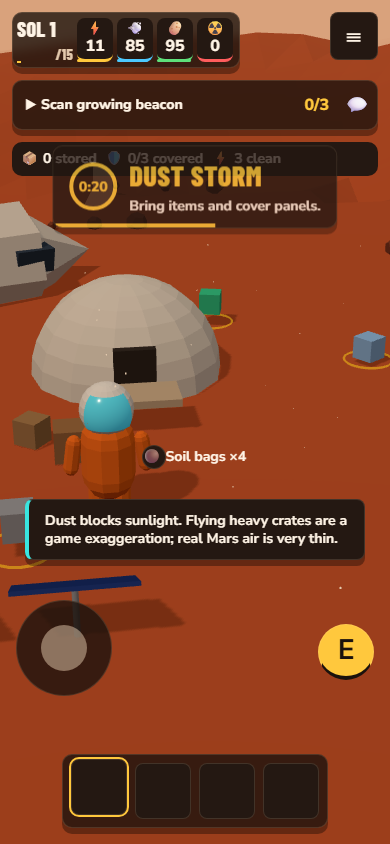 SOL 1
/15
11
85
95
0
▶ Scan growing beacon
0/3
0 stored
0/3 covered
3 clean
0:20
DUST STORM
Bring items and cover panels.
Soil bags ×4
Dust blocks sunlight. Flying heavy crates are a
game exaggeration; real Mars air is very thin.
E